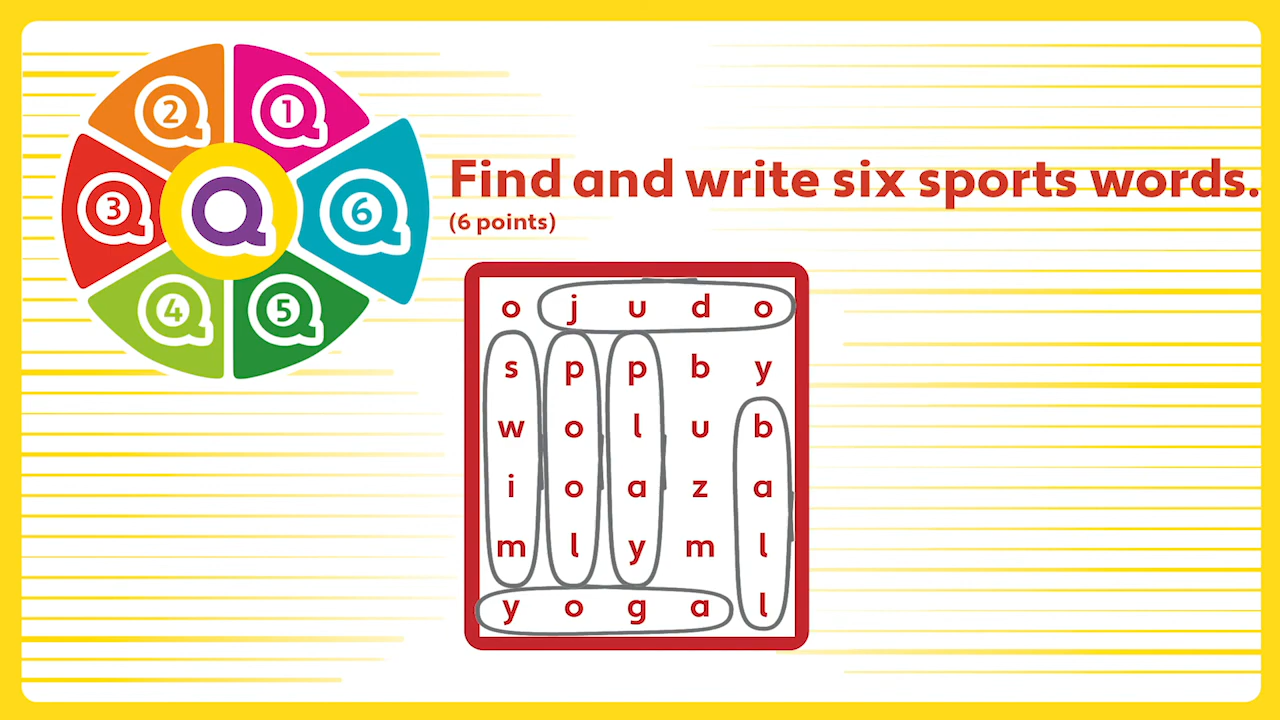 2 1
3 Q 6
4 5
Find and write six sports words.
(6 points)
o j u d o
s p p b y
w o l u b
i o a z a
m l y m l
y o g a l